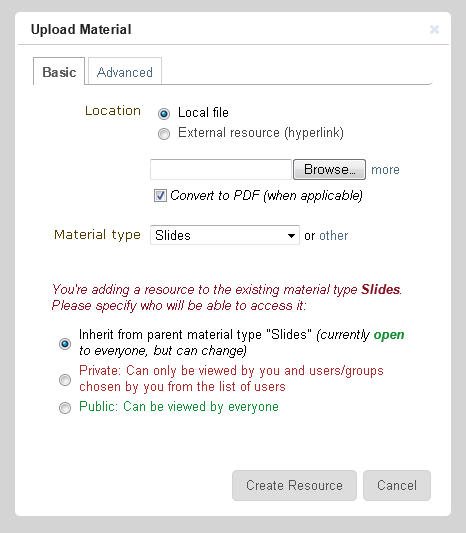 Upload Material
Basic Advanced
Location Local file
External resource (hyperlink)
Browse... more
Convert to PDF (when applicable)
Material type Slides or other
You're adding a resource to the existing material type Slides.
Please specify who will be able to access it:
Inherit from parent material type "Slides" (currently open
to everyone, but can change)
Private: Can only be viewed by you and users/groups
chosen by you from the list of users
Public: Can be viewed by everyone
Create Resource Cancel